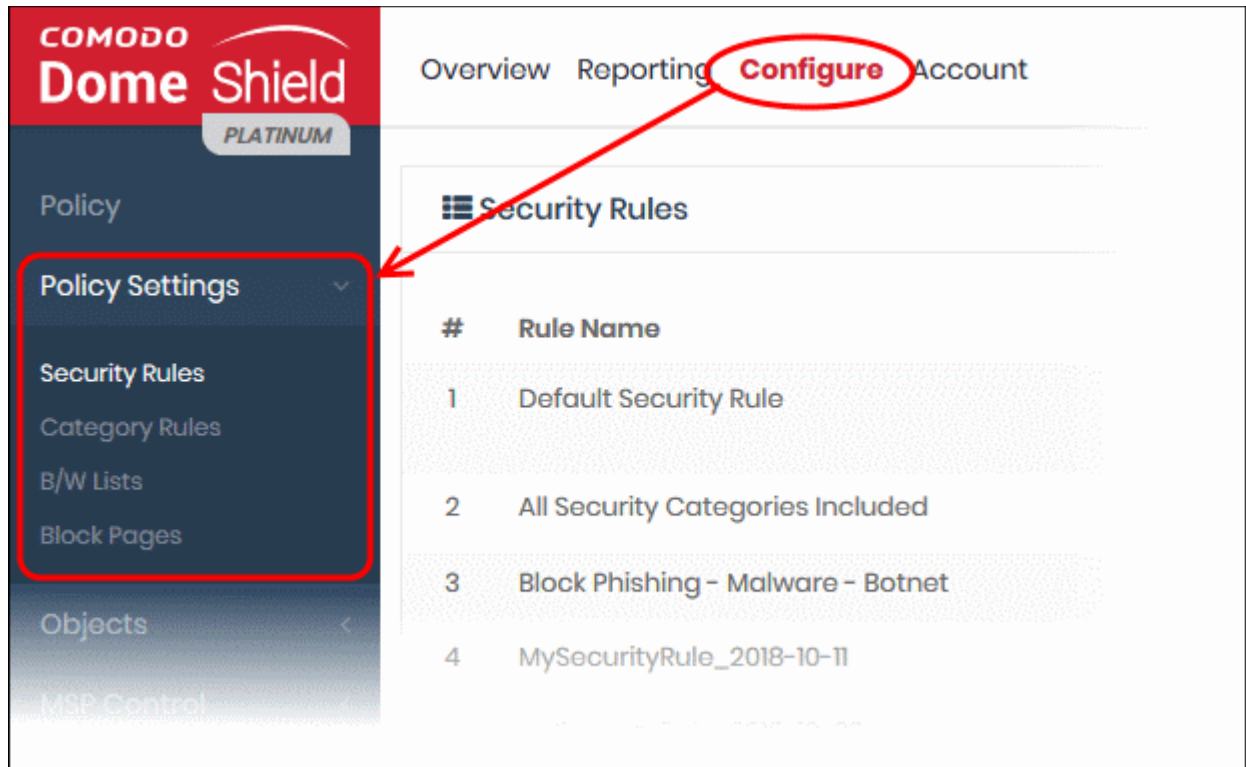 COMODO
Dome Shield
PLATINUM
Overview Reporting Configure Account
Policy
Policy Settings
Security Rules
Category Rules
B/W Lists
Block Pages
Objects
MSP Control
Security Rules
# Rule Name
1 Default Security Rule
2 All Security Categories Included
3 Block Phishing - Malware - Botnet
4 MySecurityRule_2018-10-11